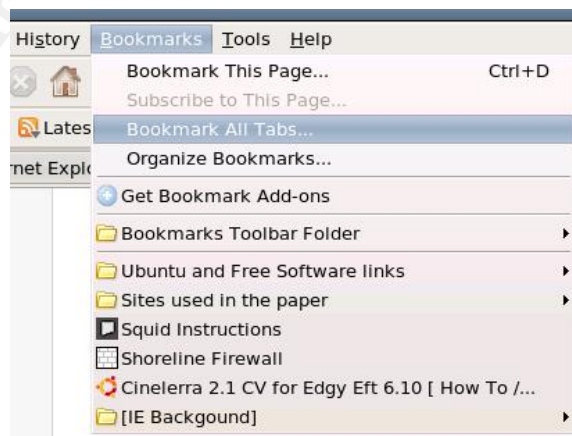 History Bookmarks Tools Help
Bookmark This Page... Ctrl+D
Subscribe to This Page...
Lates
Bookmark All Tabs...
rnet Explo
Organize Bookmarks...
Get Bookmark Add-ons
Bookmarks Toolbar Folder
Ubuntu and Free Software links
Sites used in the paper
Squid Instructions
Shoreline Firewall
Cinelerra 2.1 CV for Edgy Eft 6.10 [ How To /...
[IE Backgound]